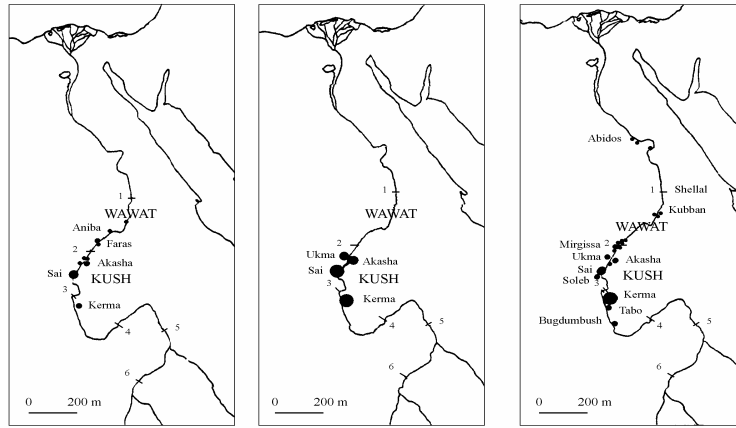 1
WAWAT
Aniba
Faras
2
Akasha
Sai
KUSH
3
Kerma
4
5
6
0 200 m
1
WAWAT
2
Ukma
Akasha
Sai
KUSH
3
Kerma
4
5
6
0 200 m
Abidos
1
Shellal
Kubban
WAWAT
Mirgissa
2
Ukma
Akasha
Sai
KUSH
3
Soleb
Kerma
Tabo
Bugdumbush
4
5
6
0 200 m